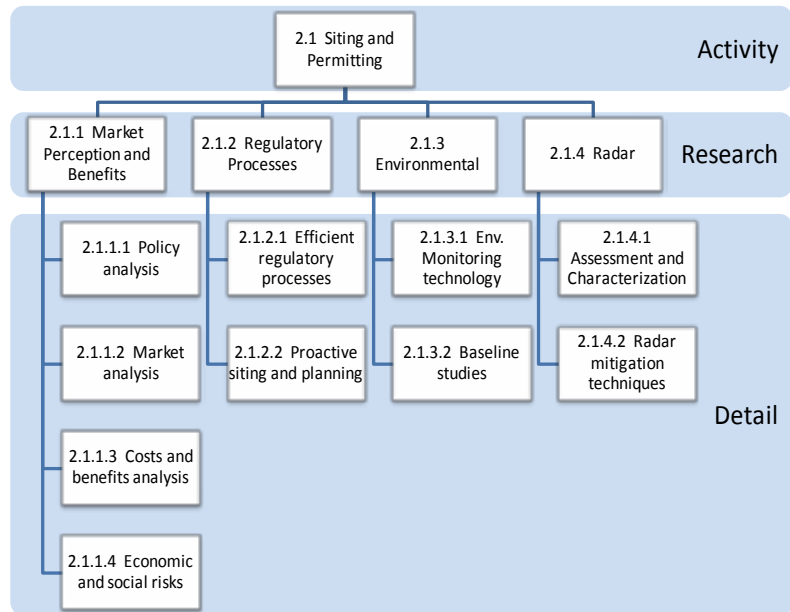 2.1 Siting and
Permitting
Activity
2.1.1 Market
Perception and
Benefits
2.1.2 Regulatory
Processes
2.1.3
Environmental
2.1.4 Radar
Research
2.1.1.1 Policy
analysis
2.1.2.1 Efficient
regulatory
processes
2.1.3.1 Env.
Monitoring
technology
2.1.4.1
Assessment and
Characterization
2.1.1.2 Market
analysis
2.1.2.2 Proactive
siting and planning
2.1.3.2 Baseline
studies
2.1.4.2 Radar
mitigation
techniques
Detail
2.1.1.3 Costs and
benefits analysis
2.1.1.4 Economic
and social risks